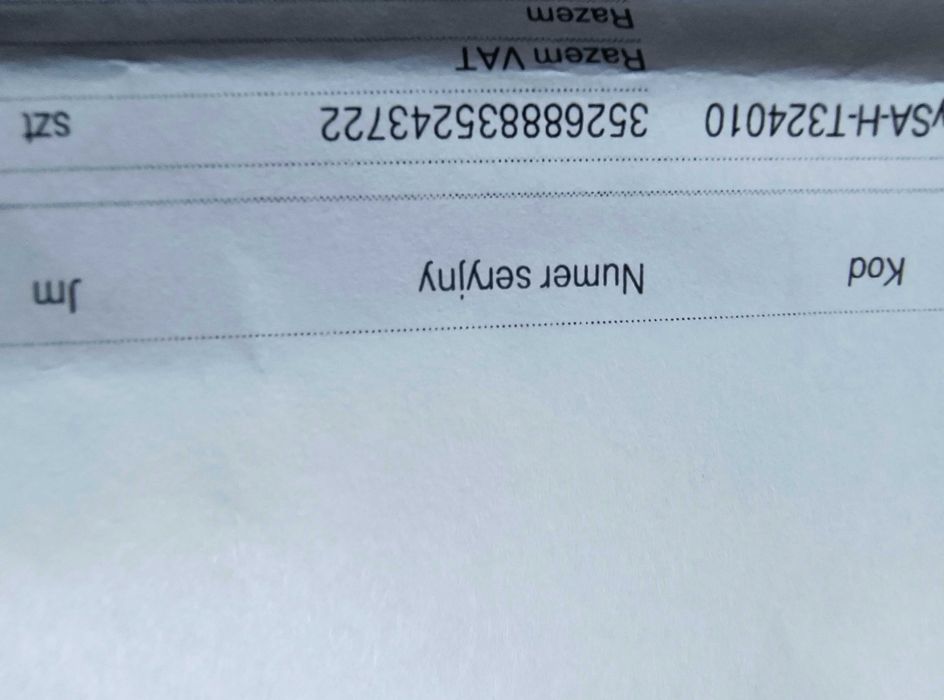 Kod Numer seryjny Jm
SA-H-T324010 352688835243722 szt
Razem VAT
Razem